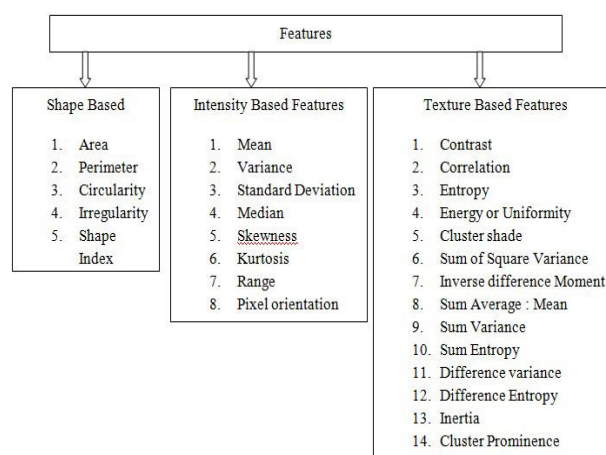 Features
Shape Based
1. Area
2. Perimeter
3. Circularity
4. Irregularity
5. Shape
Index
Intensity Based Features
1. Mean
2. Variance
3. Standard Deviation
4. Median
5. Skewness
6. Kurtosis
7. Range
8. Pixel orientation
Texture Based Features
1. Contrast
2. Correlation
3. Entropy
4. Energy or Uniformity
5. Cluster shade
6. Sum of Square Variance
7. Inverse difference Moment
8. Sum Average : Mean
9. Sum Variance
10. Sum Entropy
11. Difference variance
12. Difference Entropy
13. Inertia
14. Cluster Prominence